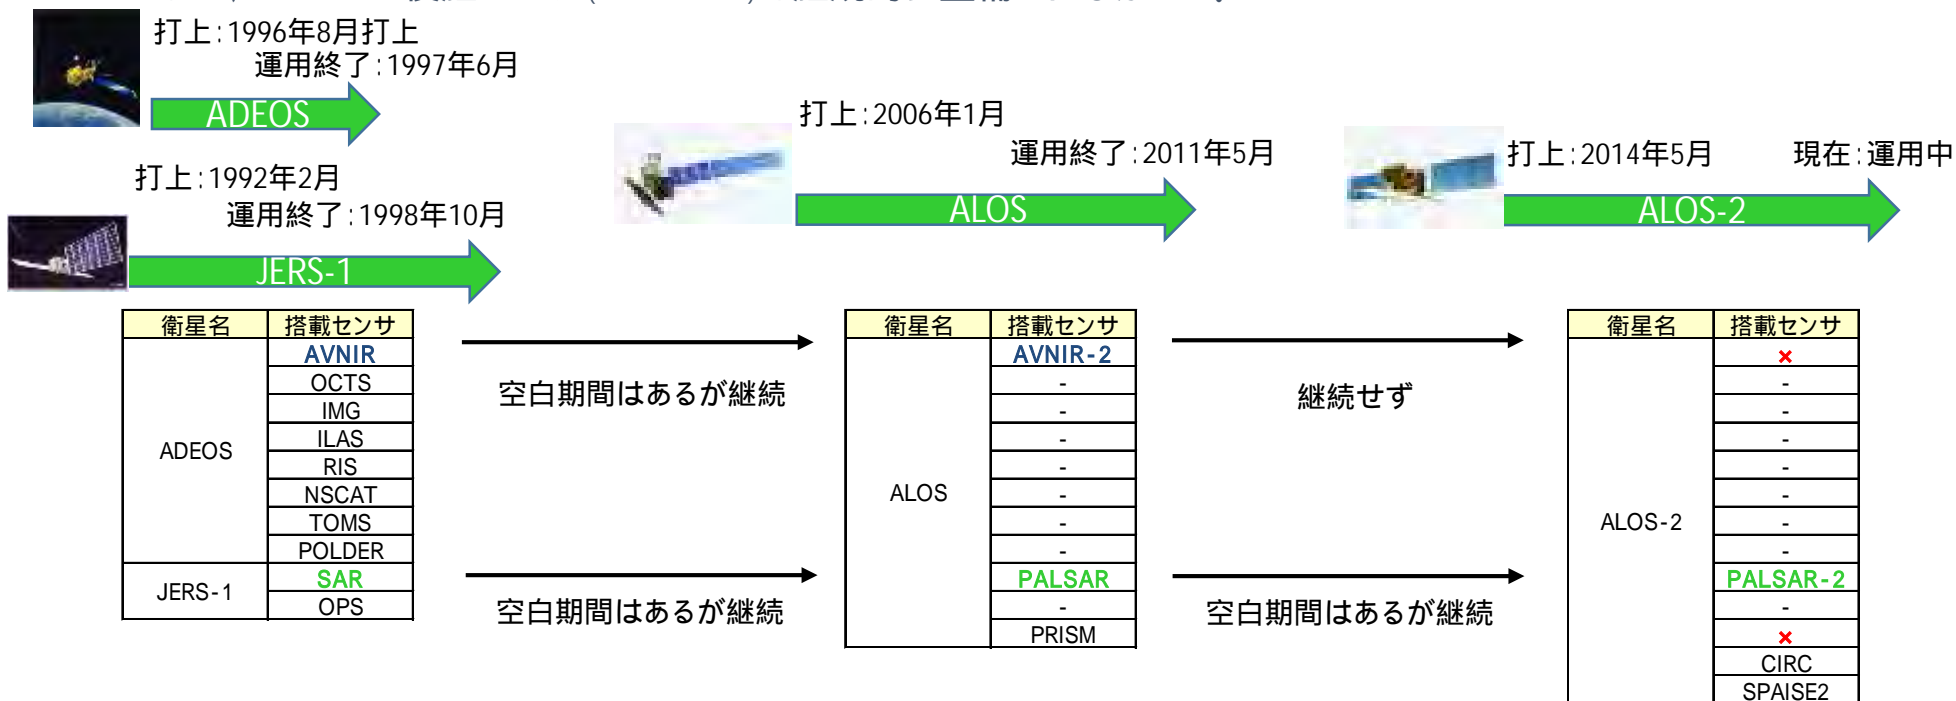 打上:1996年8月打上
運用終了:1997年6月
ADEOS
打上:2006年1月
運用終了:2011年5月
ALOS
打上:2014年5月 現在:運用中
ALOS-2
打上:1992年2月
運用終了:1998年10月
JERS-1
衛星名 搭載センサ
ADEOS
AVNIR
OCTS
IMG
ILAS
RIS
NSCAT
TOMS
POLDER
JERS-1
SAR
OPS
空白期間はあるが継続
空白期間はあるが継続
衛星名 搭載センサ
ALOS
AVNIR-2
-
-
-
-
-
-
-
PALSAR
-
PRISM
継続せず
空白期間はあるが継続
衛星名 搭載センサ
ALOS-2
×
-
-
-
-
-
-
-
PALSAR-2
-
×
CIRC
SPAISE2